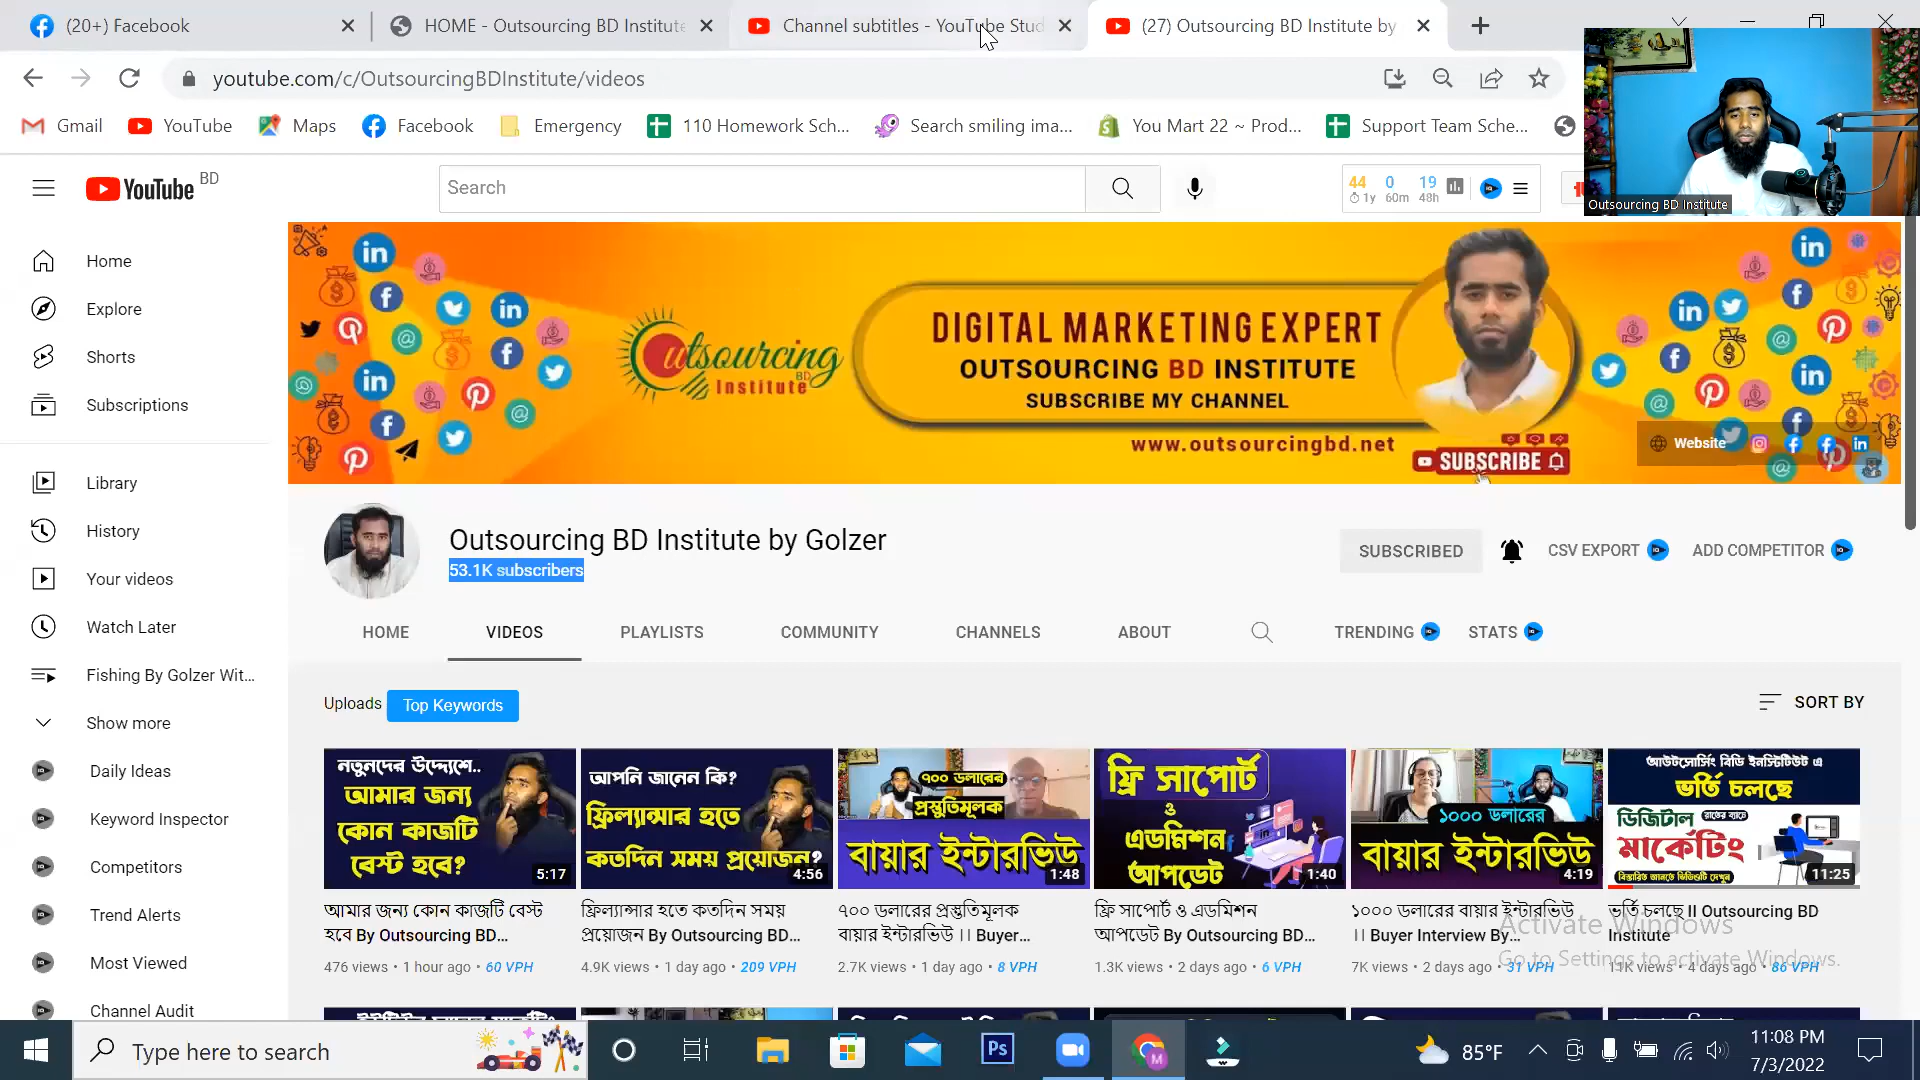 (20+) Facebook
HOME - Outsourcing BD Institute
Channel subtitles - YouTube Stud
(27) Outsourcing BD Institute by
youtube.com/c/OutsourcingBDInstitute/videos
Gmail
YouTube
Maps
Facebook
Emergency
110 Homework Sch...
Search smiling ima...
You Mart 22 ~ Prod...
Support Team Sche...
Outsourcing BD Institute
YouTube BD
Search
44 0 19
1y 60m 48h
Home
Explore
Shorts
Subscriptions
Library
History
Your videos
Watch Later
Fishing By Golzer Wit...
Show more
Daily Ideas
Keyword Inspector
Competitors
Trend Alerts
Most Viewed
Channel Audit
Outsourcing
BD
Institute
DIGITAL MARKETING EXPERT
OUTSOURCING BD INSTITUTE
SUBSCRIBE MY CHANNEL
www.outsourcingbd.net
SUBSCRIBE
Website
Outsourcing BD Institute by Golzer
53.1K subscribers
SUBSCRIBED
CSV EXPORT
ADD COMPETITOR
HOME
VIDEOS
PLAYLISTS
COMMUNITY
CHANNELS
ABOUT
TRENDING
STATS
Uploads
Top Keywords
SORT BY
নতুনদের উদ্দ্যেশে..
আমার জন্য
কোন কাজটি
বেস্ট হবে?
5:17
আমার জন্য কোন কাজটি বেস্ট
হবে By Outsourcing BD...
476 views • 1 hour ago • 60 VPH
আপনি জানেন কি?
ফ্রিল্যান্সার হতে
কতদিন সময় প্রয়োজন?
4:56
ফ্রিল্যান্সার হতে কতদিন সময়
প্রয়োজন By Outsourcing BD...
4.9K views • 1 day ago • 209 VPH
৭০০ ডলারের
প্রস্তুতিমূলক
বায়ার ইন্টারভিউ
1:48
৭০০ ডলারের প্রস্তুতিমূলক
বায়ার ইন্টারভিউ ।। Buyer...
2.7K views • 1 day ago • 8 VPH
ফ্রি সাপোর্ট
ও
এডমিশন
আপডেট
1:40
ফ্রি সাপোর্ট ও এডমিশন
আপডেট By Outsourcing BD...
1.3K views • 2 days ago • 6 VPH
১০০০ ডলারের
বায়ার ইন্টারভিউ
4:19
১০০০ ডলারের বায়ার ইন্টারভিউ
।। Buyer Interview By...
7K views • 2 days ago • 31 VPH
আউটসোর্সিং বিডি ইনস্টিটিউট এ
ভর্তি চলছে
ডিজিটাল
রাতের ব্যাচে
মার্কেটিং
বিস্তারিত জানতে ভিডিওটি দেখুন
11:25
ভর্তি চলছে ll Outsourcing BD
Institute
11K views • 4 days ago • 86 VPH
Activate Windows
Go to Settings to activate Windows.
Type here to search
Ps
M
85°F
11:08 PM
7/3/2022